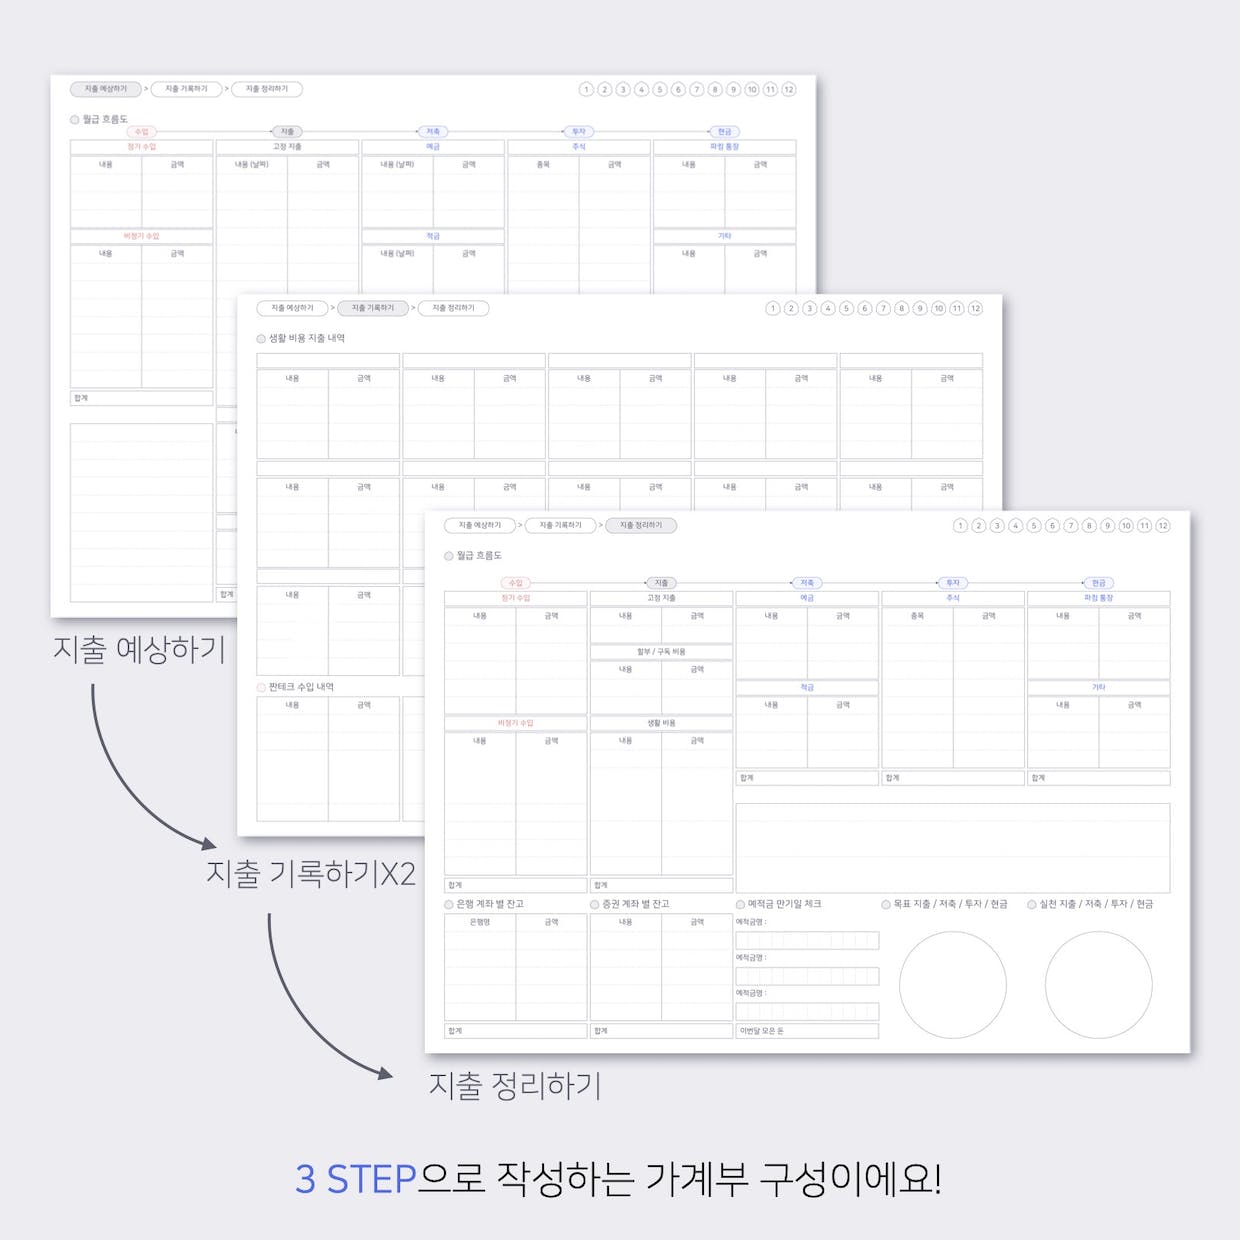 지출 예상하기 > 지출 기록하기 > 지출 정리하기
1 2 3 4 5 6 7 8 9 10 11 12
월급 흐름도
수입 지출 저축 투자 현금
정기 수입 고정 지출 예금 주식 파킹 통장
내용 금액 내용 (날짜) 금액 내용 (날짜) 금액 종목 금액 내용 금액
비정기 수입 적금 기타
내용 금액 내용 (날짜) 금액 내용 금액
합계
합계
지출 예상하기
지출 예상하기 > 지출 기록하기 > 지출 정리하기
1 2 3 4 5 6 7 8 9 10 11 12
생활 비용 지출 내역
내용 금액 내용 금액 내용 금액 내용 금액 내용 금액
내용 금액 내용 금액 내용 금액 내용 금액 내용 금액
내용 금액
짠테크 수입 내역
내용 금액
지출 기록하기X2
지출 예상하기 > 지출 기록하기 > 지출 정리하기
1 2 3 4 5 6 7 8 9 10 11 12
월급 흐름도
수입 지출 저축 투자 현금
정기 수입 고정 지출 예금 주식 파킹 통장
내용 금액 내용 금액 내용 금액 종목 금액 내용 금액
할부 / 구독 비용
내용 금액
적금 기타
내용 금액 내용 금액
비정기 수입 생활 비용
내용 금액 내용 금액
합계 합계 합계
합계 합계
은행 계좌 별 잔고 증권 계좌 별 잔고 예적금 만기일 체크 목표 지출 / 저축 / 투자 / 현금 실천 지출 / 저축 / 투자 / 현금
은행명 금액 내용 금액 예적금명 :
예적금명 :
예적금명 :
합계 합계 이번달 모은 돈
지출 정리하기
3 STEP으로 작성하는 가계부 구성이에요!